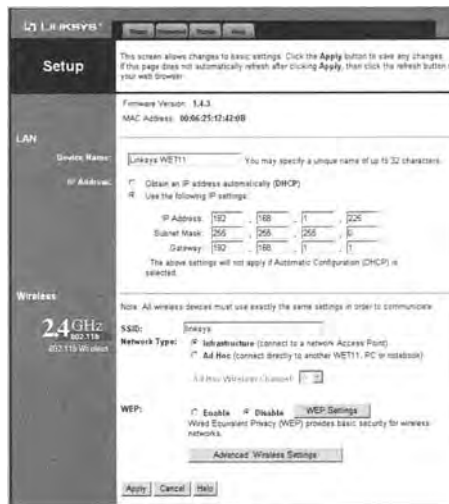 LINKSYS®
Setup Password Status Help
Setup
This screen allows changes to basic settings. Click the Apply button to save any changes.
If this page does not automatically refresh after clicking Apply, then click the refresh button
your web browser
Firmware Version: 1.4.3
MAC Address: 00:06:25:12:42:0B
LAN
Device Name: Linksys WET11 You may specify a unique name of up to 32 characters.
IP Address: Obtain an IP address automatically (DHCP)
Use the following IP settings:
IP Address: 192 . 168 . 1 . 225
Subnet Mask: 255 . 255 . 255 . 0
Gateway: 192 . 168 . 1 . 1
The above settings will not apply if Automatic Configuration (DHCP) is
selected.
Wireless
Note: All wireless devices must use exactly the same settings in order to communicate.
2.4GHz
802.11b
802.11b Wireless
SSID: linksys
Network Type: Infrastructure (connect to a network Access Point)
Ad Hoc (connect directly to another WET11, PC or notebook)
Ad Hoc Wireless Channel:
WEP: Enable Disable WEP Settings
Wired Equivalent Privacy (WEP) provides basic security for wireless
networks.
Advanced Wireless Settings
Apply Cancel Help